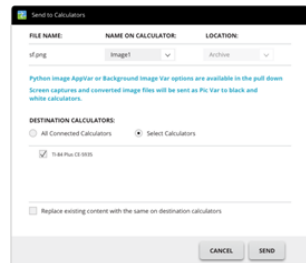 Send to Calculators
FILE NAME: NAME ON CALCULATOR: LOCATION:
sf.png Image1 Archive
Python image AppVar or Background Image Var options are available in the pull down
Screen captures and converted image files will be sent as Pic Var to black and
white calculators.
DESTINATION CALCULATORS:
All Connected Calculators Select Calculators
TI-84 Plus CE-5935
Replace existing content with the same on destination calculators
CANCEL SEND